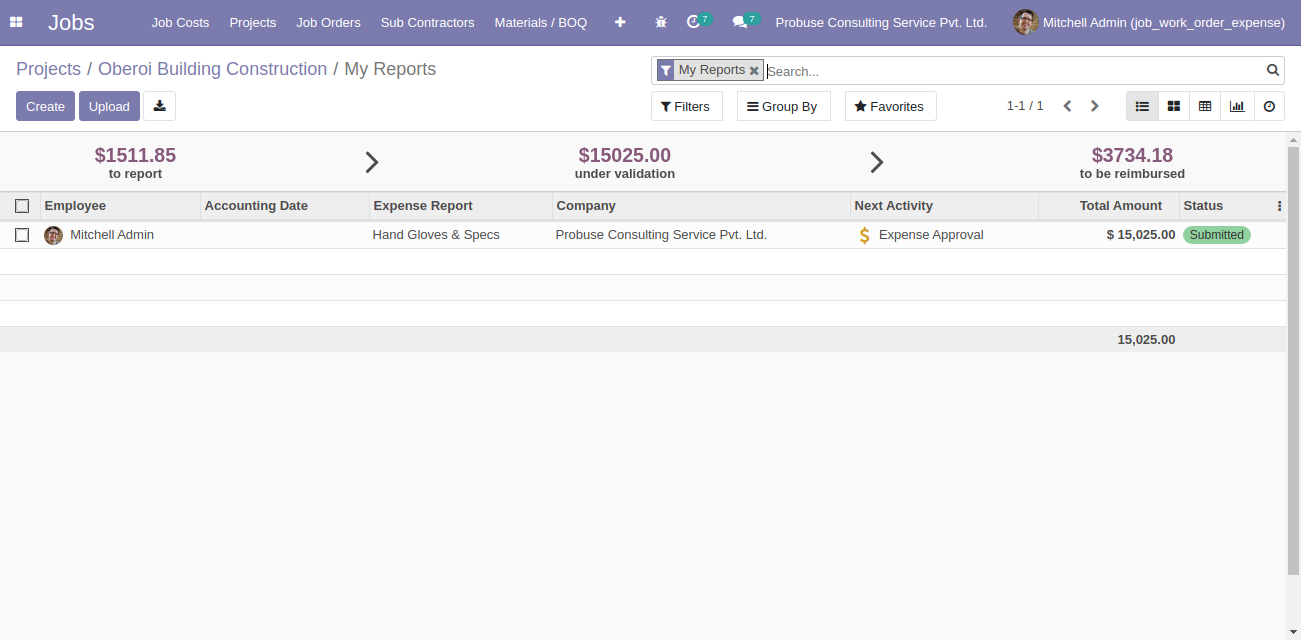 Jobs Job Costs Projects Job Orders Sub Contractors Materials / BOQ 7 7 Probuse Consulting Service Pvt. Ltd. Mitchell Admin (job_work_order_expense)
Projects / Oberoi Building Construction / My Reports
My Reports Search...
Create Upload
Filters Group By Favorites 1-1 / 1
$1511.85 $15025.00 $3734.18
to report under validation to be reimbursed
Employee Accounting Date Expense Report Company Next Activity Total Amount Status
Mitchell Admin Hand Gloves & Specs Probuse Consulting Service Pvt. Ltd. $ Expense Approval $ 15,025.00 Submitted
15,025.00